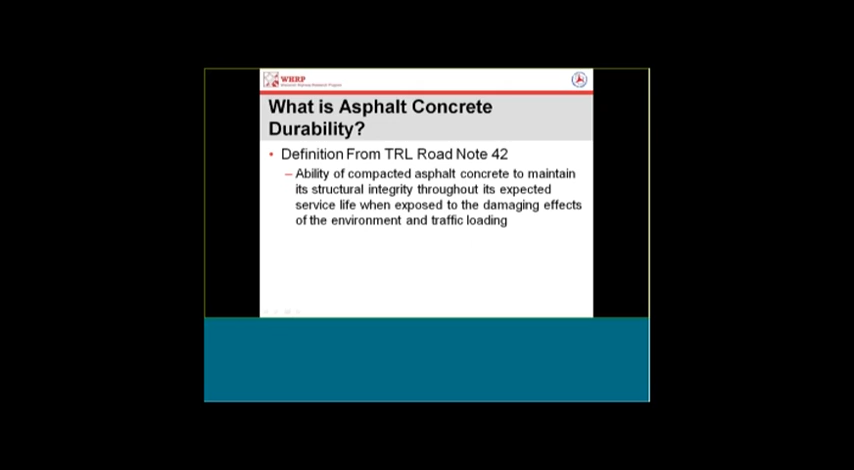 WHRP
What is Asphalt Concrete
Durability?
• Definition From TRL Road Note 42
– Ability of compacted asphalt concrete to maintain
its structural integrity throughout its expected
service life when exposed to the damaging effects
of the environment and traffic loading